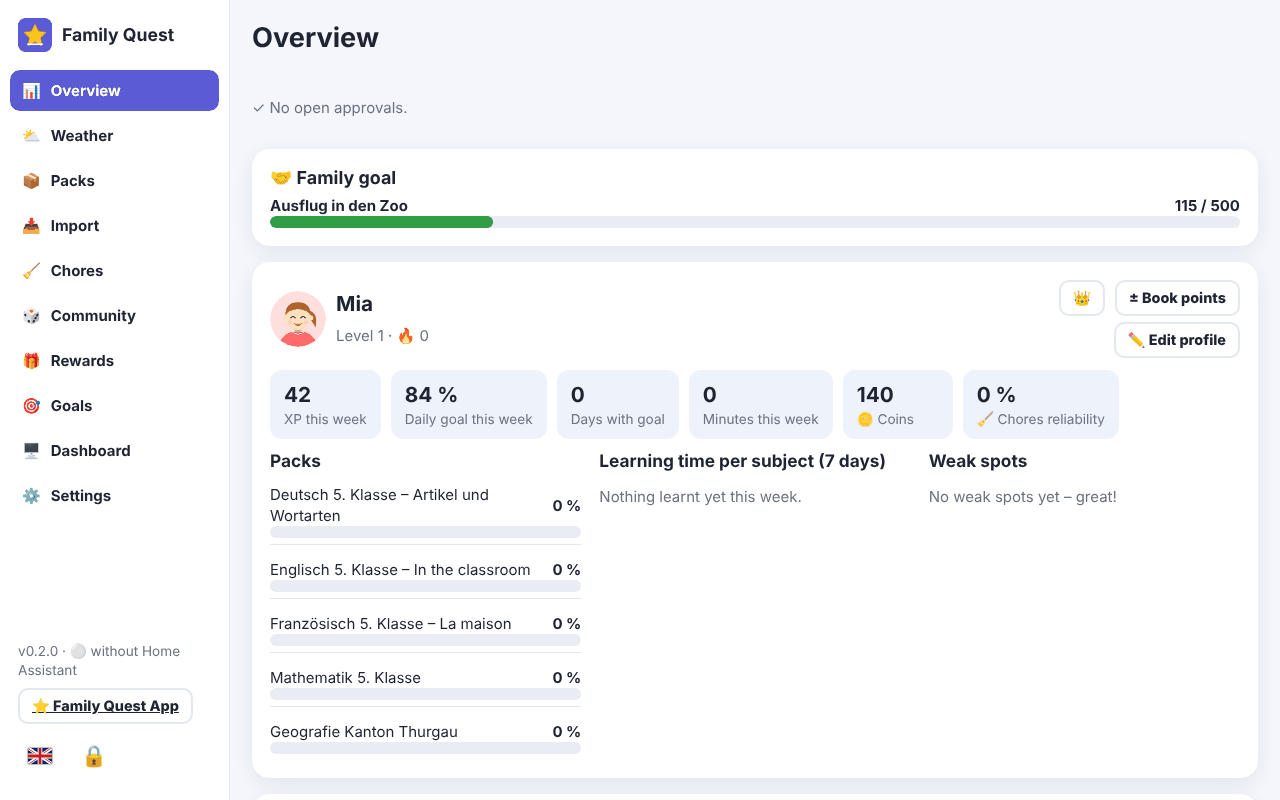 Family Quest
Overview
Weather
Packs
Import
Chores
Community
Rewards
Goals
Dashboard
Settings
v0.2.0 · without Home
Assistant
Family Quest App
Overview
✓ No open approvals.
Family goal
Ausflug in den Zoo
115 / 500
Mia
Level 1 · 🔥 0
± Book points
Edit profile
42
XP this week
84 %
Daily goal this week
0
Days with goal
0
Minutes this week
140
Coins
0 %
Chores reliability
Packs
Deutsch 5. Klasse – Artikel und
Wortarten
0 %
Englisch 5. Klasse – In the classroom
0 %
Französisch 5. Klasse – La maison
0 %
Mathematik 5. Klasse
0 %
Geografie Kanton Thurgau
0 %
Learning time per subject (7 days)
Nothing learnt yet this week.
Weak spots
No weak spots yet – great!